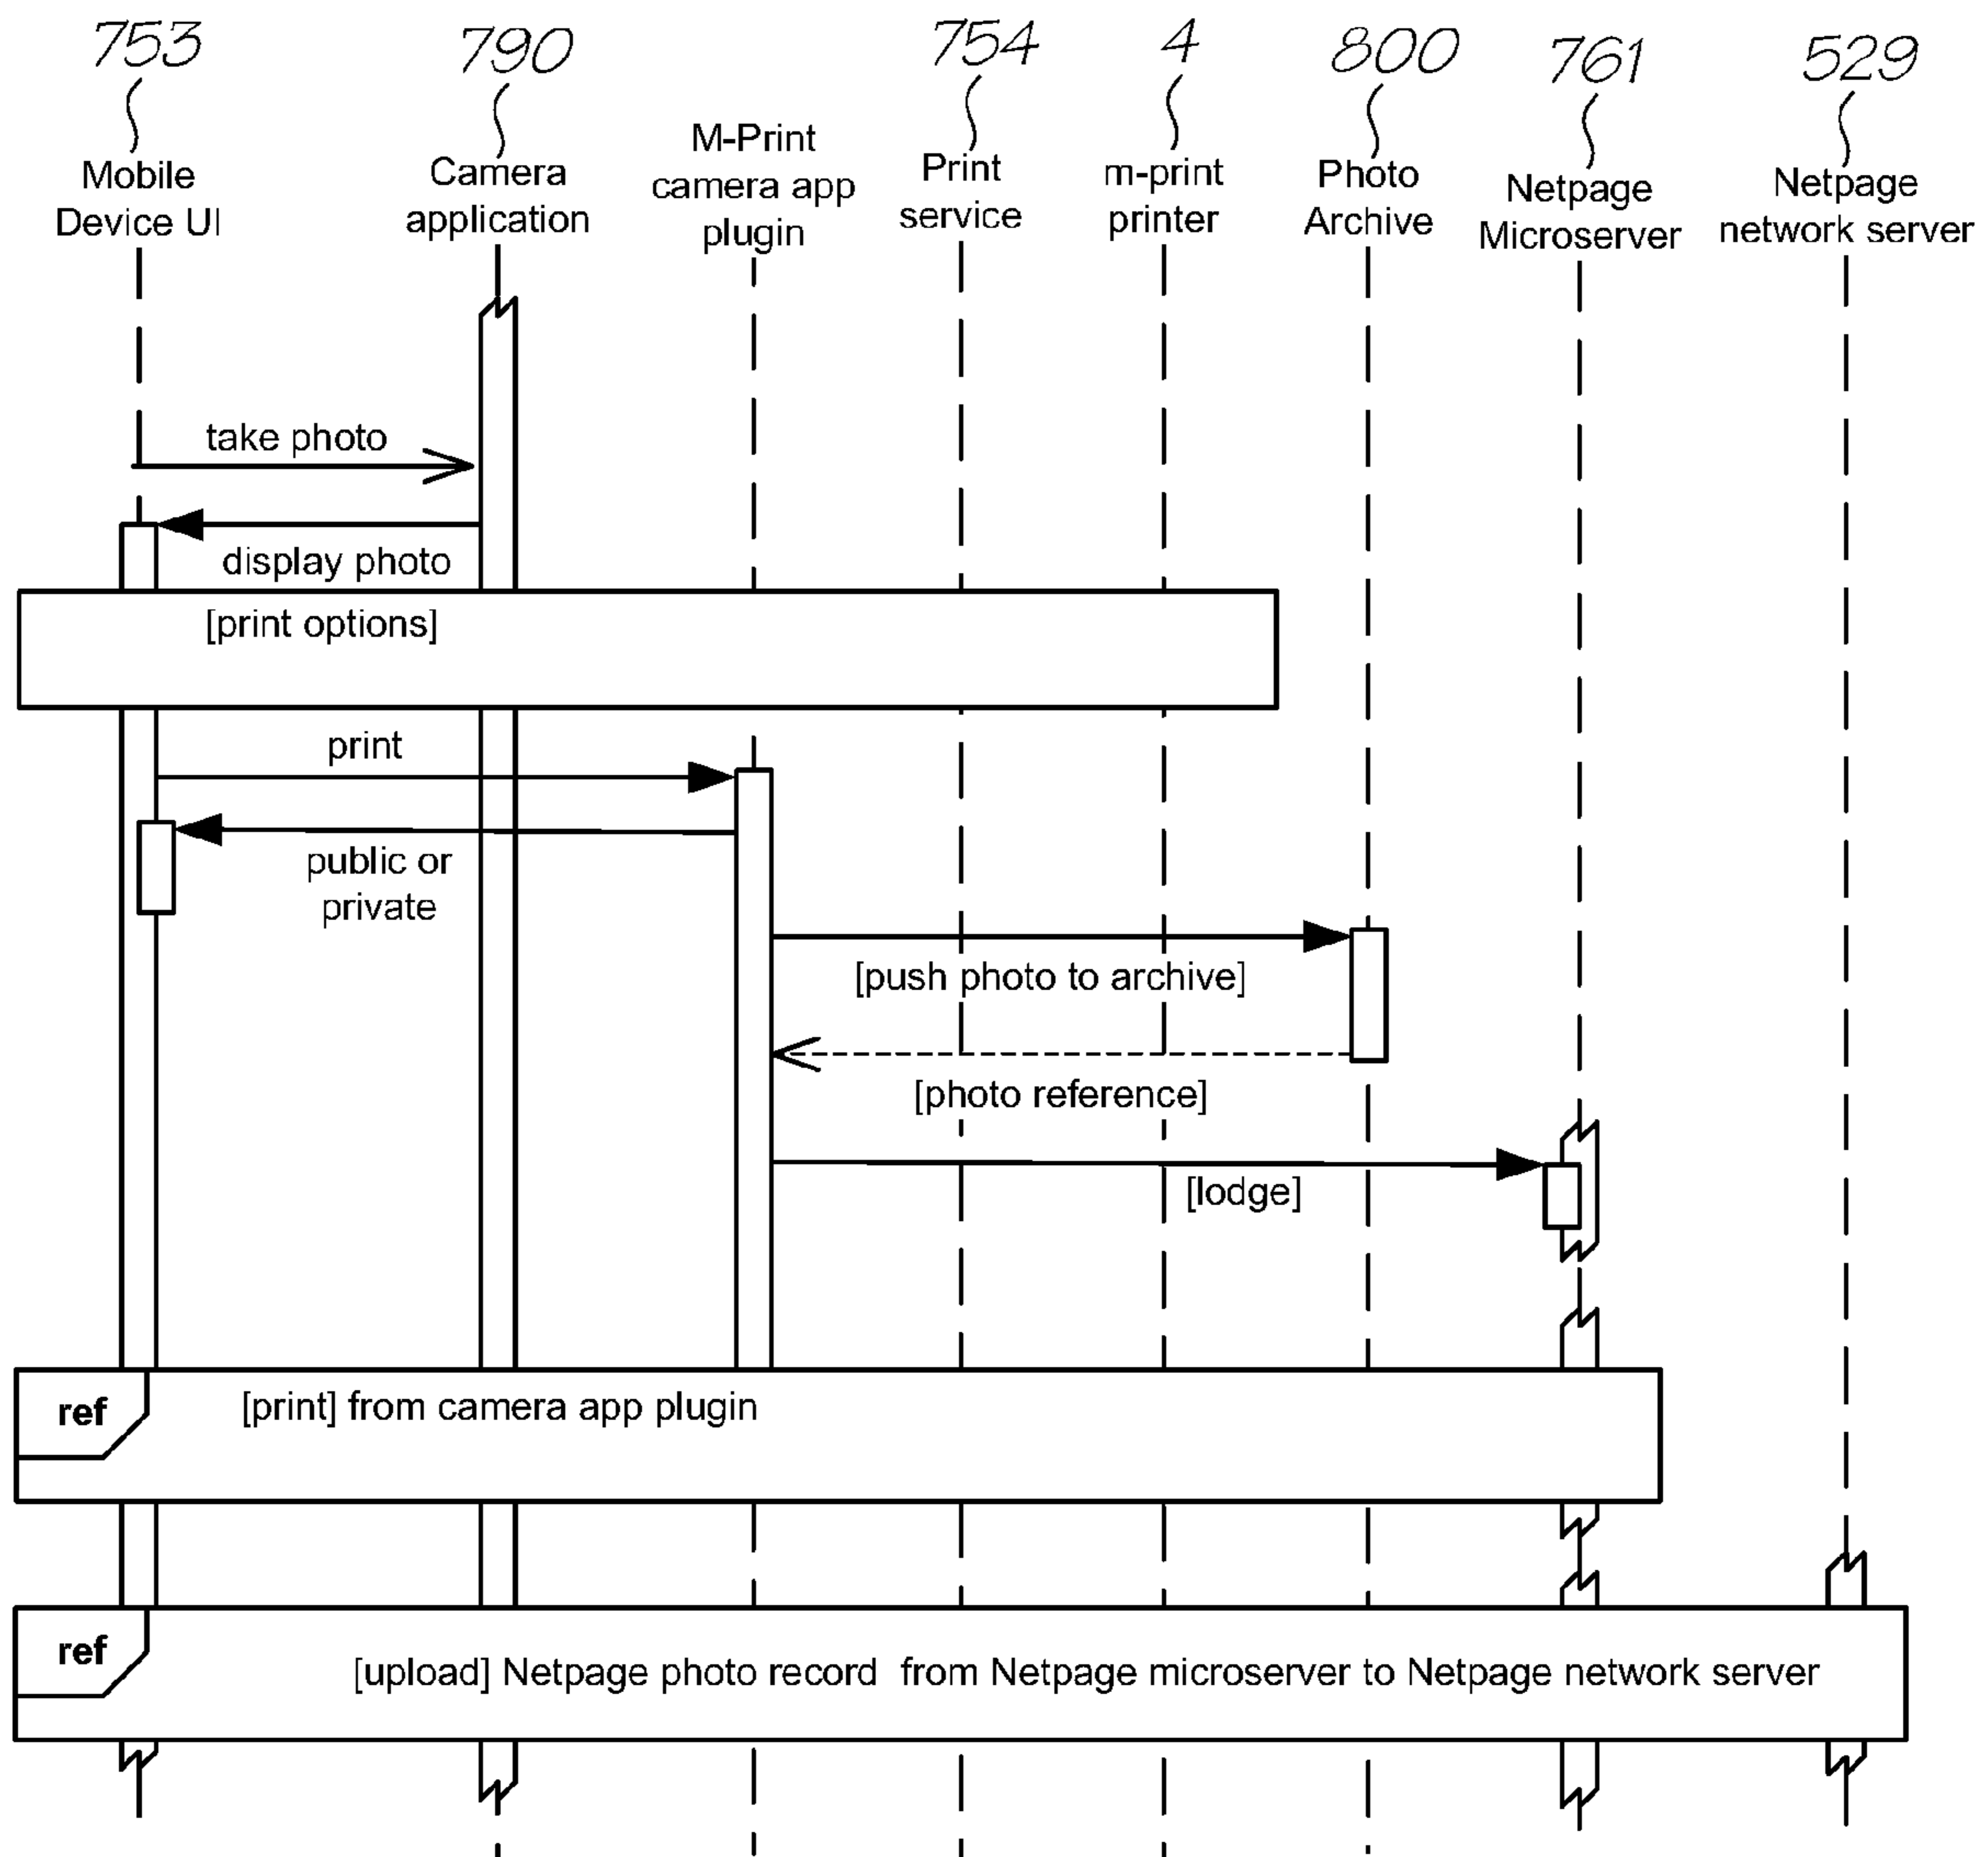 753
790
754
4
800
761
529
Mobile
Device UI
Camera
application
M-Print
camera app
plugin
Print
service
m-print
printer
Photo
Archive
Netpage
Microserver
Netpage
network server
take photo
display photo
[print options]
print
public or
private
[push photo to archive]
[photo reference]
[lodge]
ref
[print] from camera app plugin
ref
[upload] Netpage photo record from Netpage microserver to Netpage network server